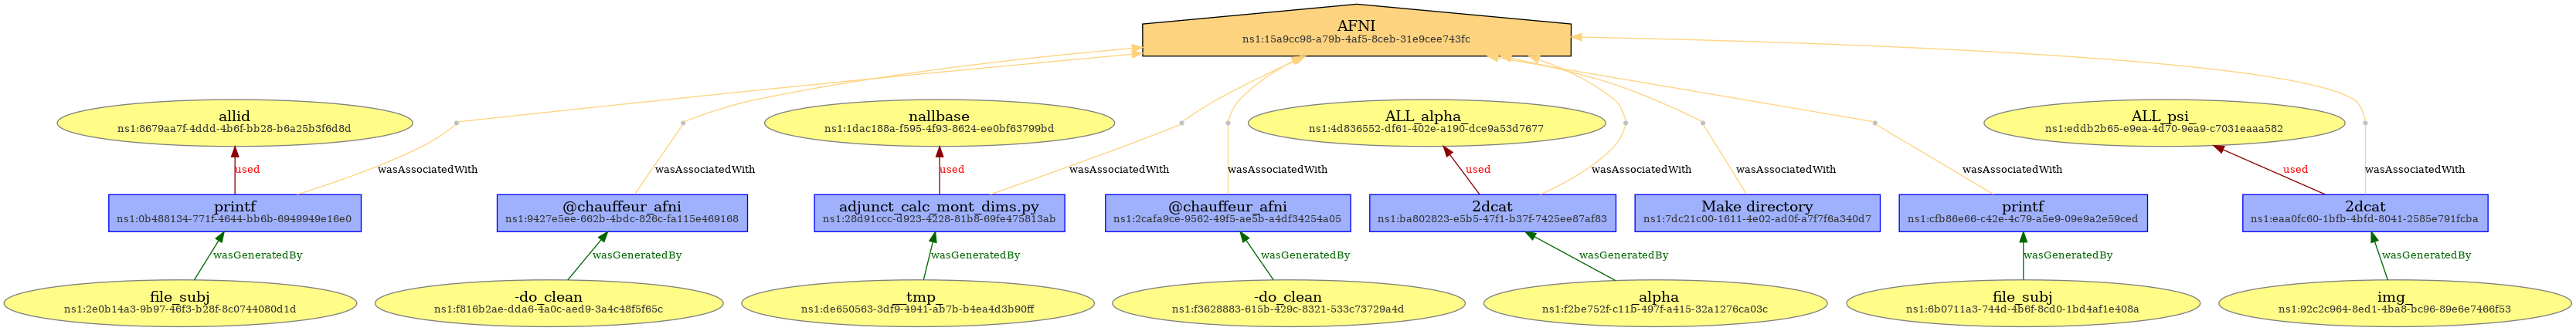 AFNI
ns1:15a9cc98-a79b-4af5-8ceb-31e9cee743fc
allid
ns1:8679aa7f-4ddd-4b6f-bb28-b6a25b3f6d8d
nallbase
ns1:1dac188a-f595-4f93-8624-ee0bf63799bd
ALL_alpha_
ns1:4d836552-df61-402e-a190-dce9a53d7677
ALL_psi_
ns1:eddb2b65-e9ea-4d70-9ea9-c7031eaaa582
used
wasAssociatedWith
wasAssociatedWith
used
wasAssociatedWith
wasAssociatedWith
used
wasAssociatedWith
wasAssociatedWith
wasAssociatedWith
used
wasAssociatedWith
printf
ns1:0b488134-771f-4644-bb6b-6949949e16e0
@chauffeur_afni
ns1:9427e5ee-662b-4bdc-826c-fa115e469168
adjunct_calc_mont_dims.py
ns1:28d91ccc-d923-4228-81b8-69fe475813ab
@chauffeur_afni
ns1:2cafa9ce-9562-49f5-ae5b-a4df34254a05
2dcat
ns1:ba802823-e5b5-47f1-b37f-7425ee87af83
Make directory
ns1:7dc21c00-1611-4e02-ad0f-a7f7f6a340d7
printf
ns1:cfb86e66-c42e-4c79-a5e9-09e9a2e59ced
2dcat
ns1:eaa0fc60-1bfb-4bfd-8041-2585e791fcba
wasGeneratedBy
wasGeneratedBy
wasGeneratedBy
wasGeneratedBy
wasGeneratedBy
wasGeneratedBy
wasGeneratedBy
file_subj
ns1:2e0b14a3-9b97-46f3-b28f-8c0744080d1d
-do_clean
ns1:f816b2ae-dda6-4a0c-aed9-3a4c48f5f65c
__tmp_
ns1:de650563-3df9-4941-ab7b-b4ea4d3b90ff
-do_clean
ns1:f3628883-615b-429c-8321-533c73729a4d
_alpha
ns1:f2be752f-c11b-497f-a415-32a1276ca03c
file_subj
ns1:6b0711a3-744d-4b6f-8cd0-1bd4af1e408a
img_
ns1:92c2c964-8ed1-4ba8-bc96-89e6e7466f53